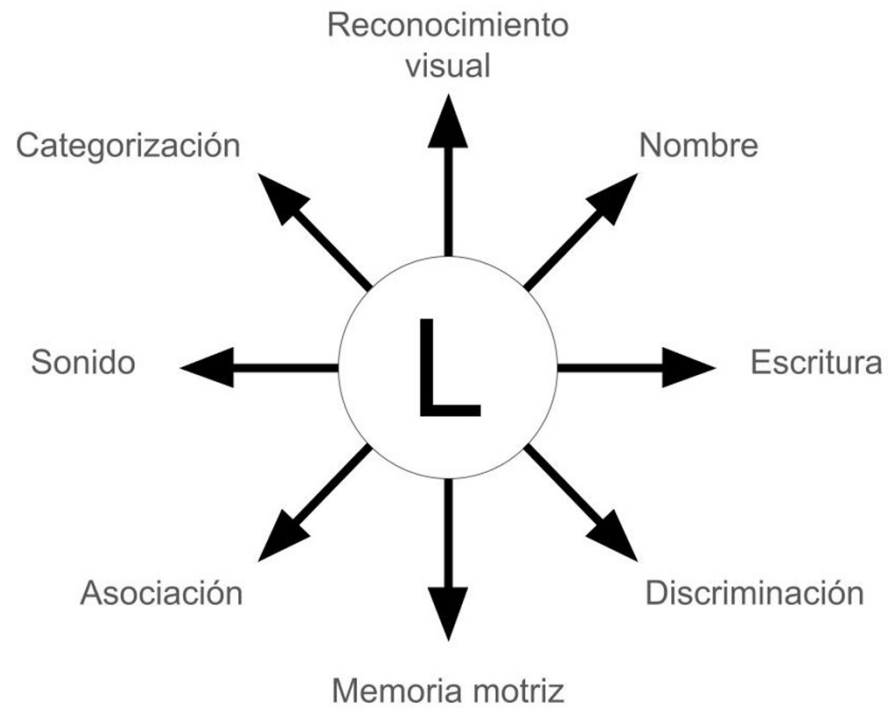 Reconocimiento
visual
Categorización
Nombre
Sonido
L
Escritura
Asociación
Discriminación
Memoria motriz